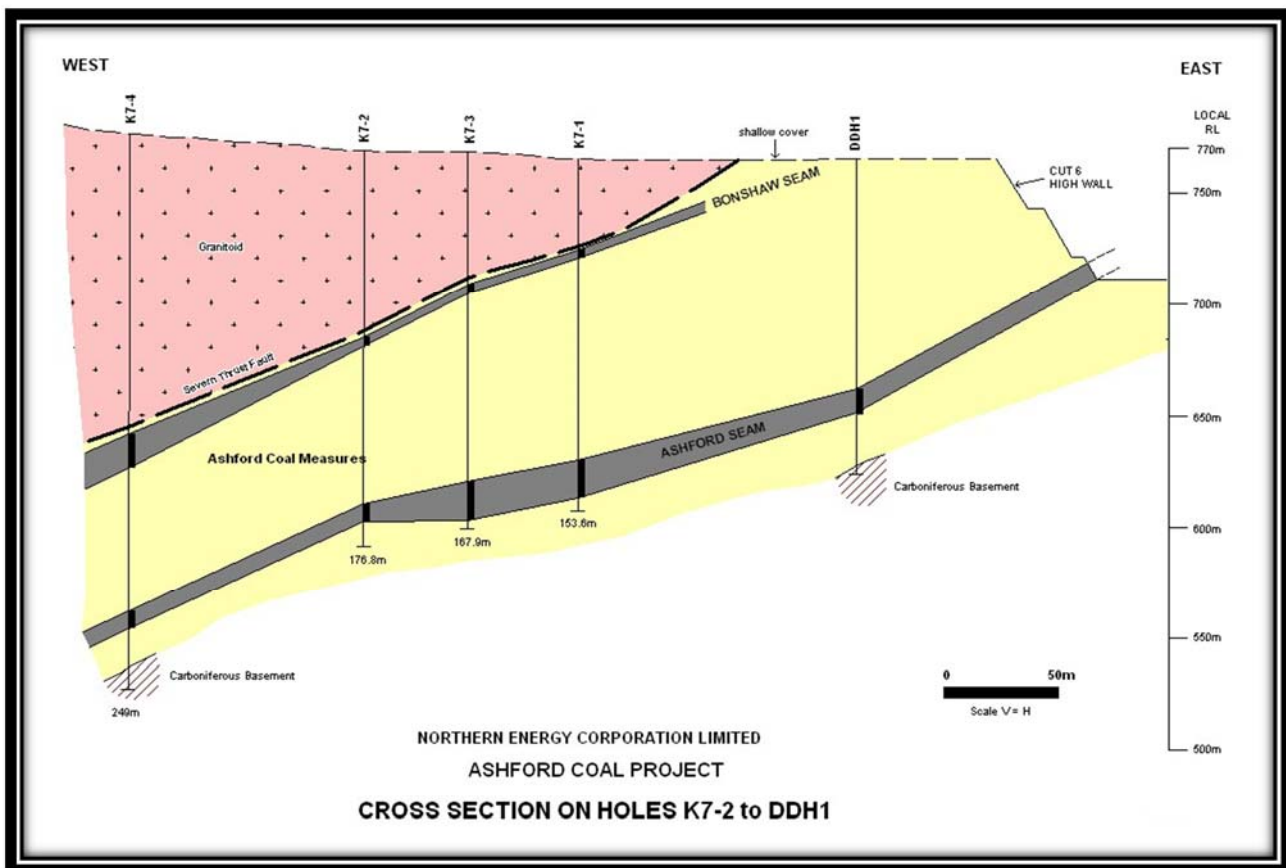 WEST
EAST
K7-4
K7-2
K7-3
K7-1
DDH1
LOCAL
RL
shallow cover
770m
CUT 6
HIGH WALL
750m
BONSHAW SEAM
Granitoid
700m
Severn Thrust Fault
650m
ASHFORD SEAM
Ashford Coal Measures
Carboniferous Basement
600m
153.6m
167.9m
176.8m
550m
Carboniferous Basement
0 50m
Scale V= H
249m
NORTHERN ENERGY CORPORATION LIMITED
500m
ASHFORD COAL PROJECT
CROSS SECTION ON HOLES K7-2 to DDH1